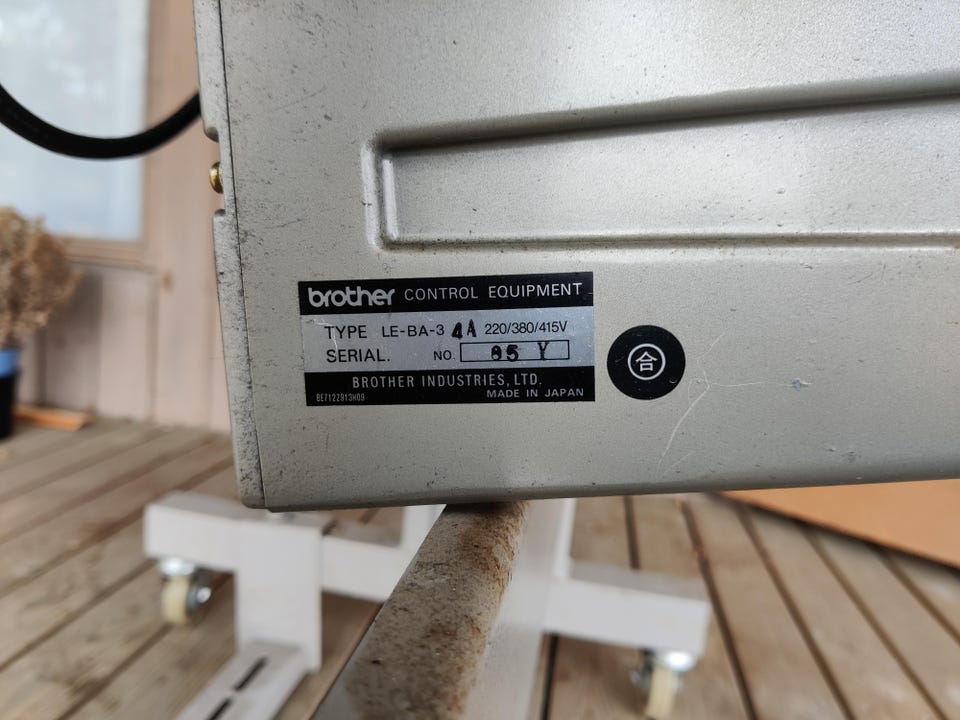 brother CONTROL EQUIPMENT
TYPE LE-BA-3 4A 220/380/415V
SERIAL. NO. 85 Y
BROTHER INDUSTRIES, LTD.
MADE IN JAPAN
合